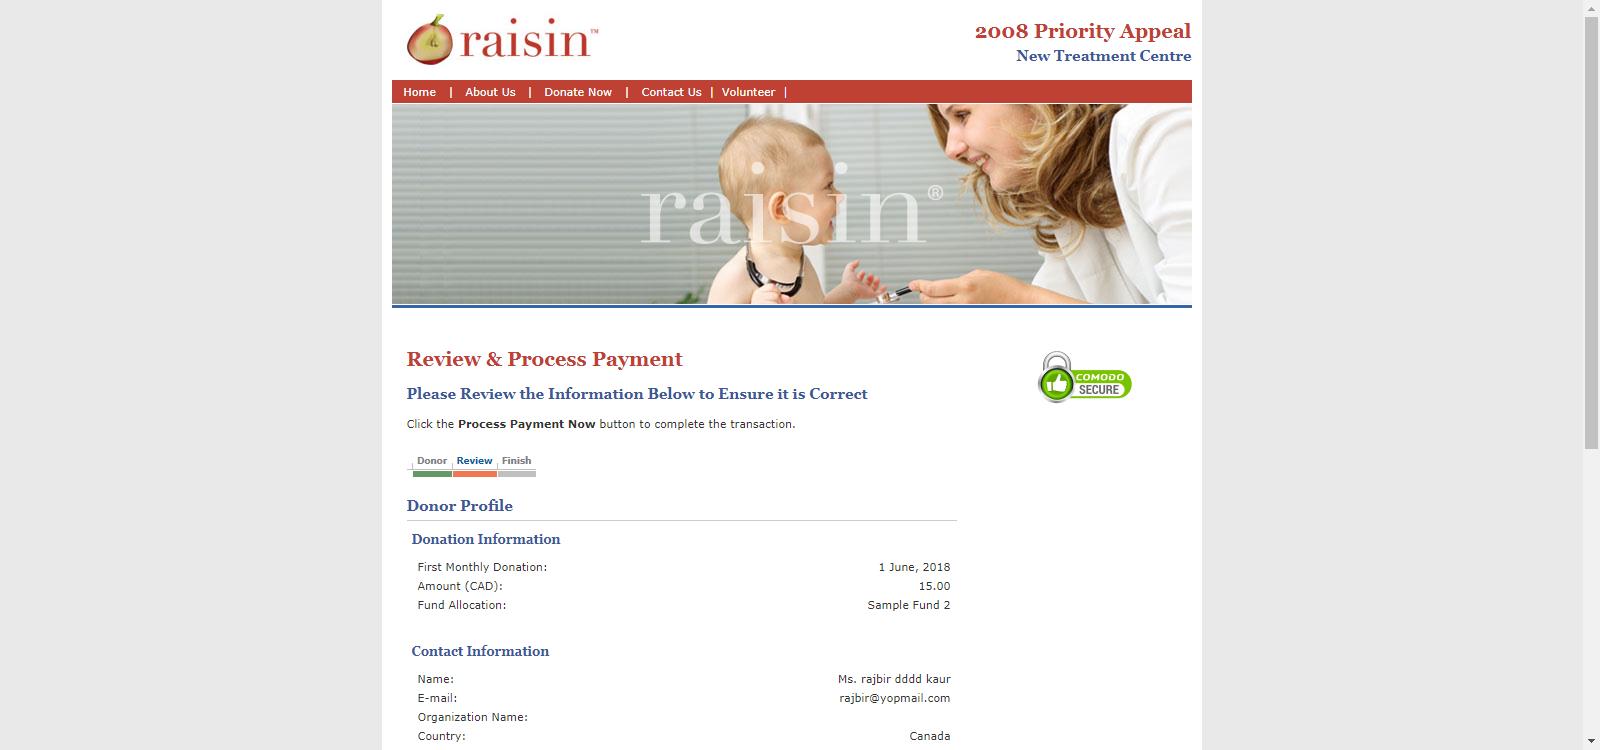 raisin™
2008 Priority Appeal
New Treatment Centre
Home | About Us | Donate Now | Contact Us | Volunteer |
raisin®
Review & Process Payment
COMODO
SECURE
Please Review the Information Below to Ensure it is Correct
Click the Process Payment Now button to complete the transaction.
Donor Review Finish
Donor Profile
Donation Information
First Monthly Donation: 1 June, 2018
Amount (CAD): 15.00
Fund Allocation: Sample Fund 2
Contact Information
Name: Ms. rajbir dddd kaur
E-mail: rajbir@yopmail.com
Organization Name:
Country: Canada